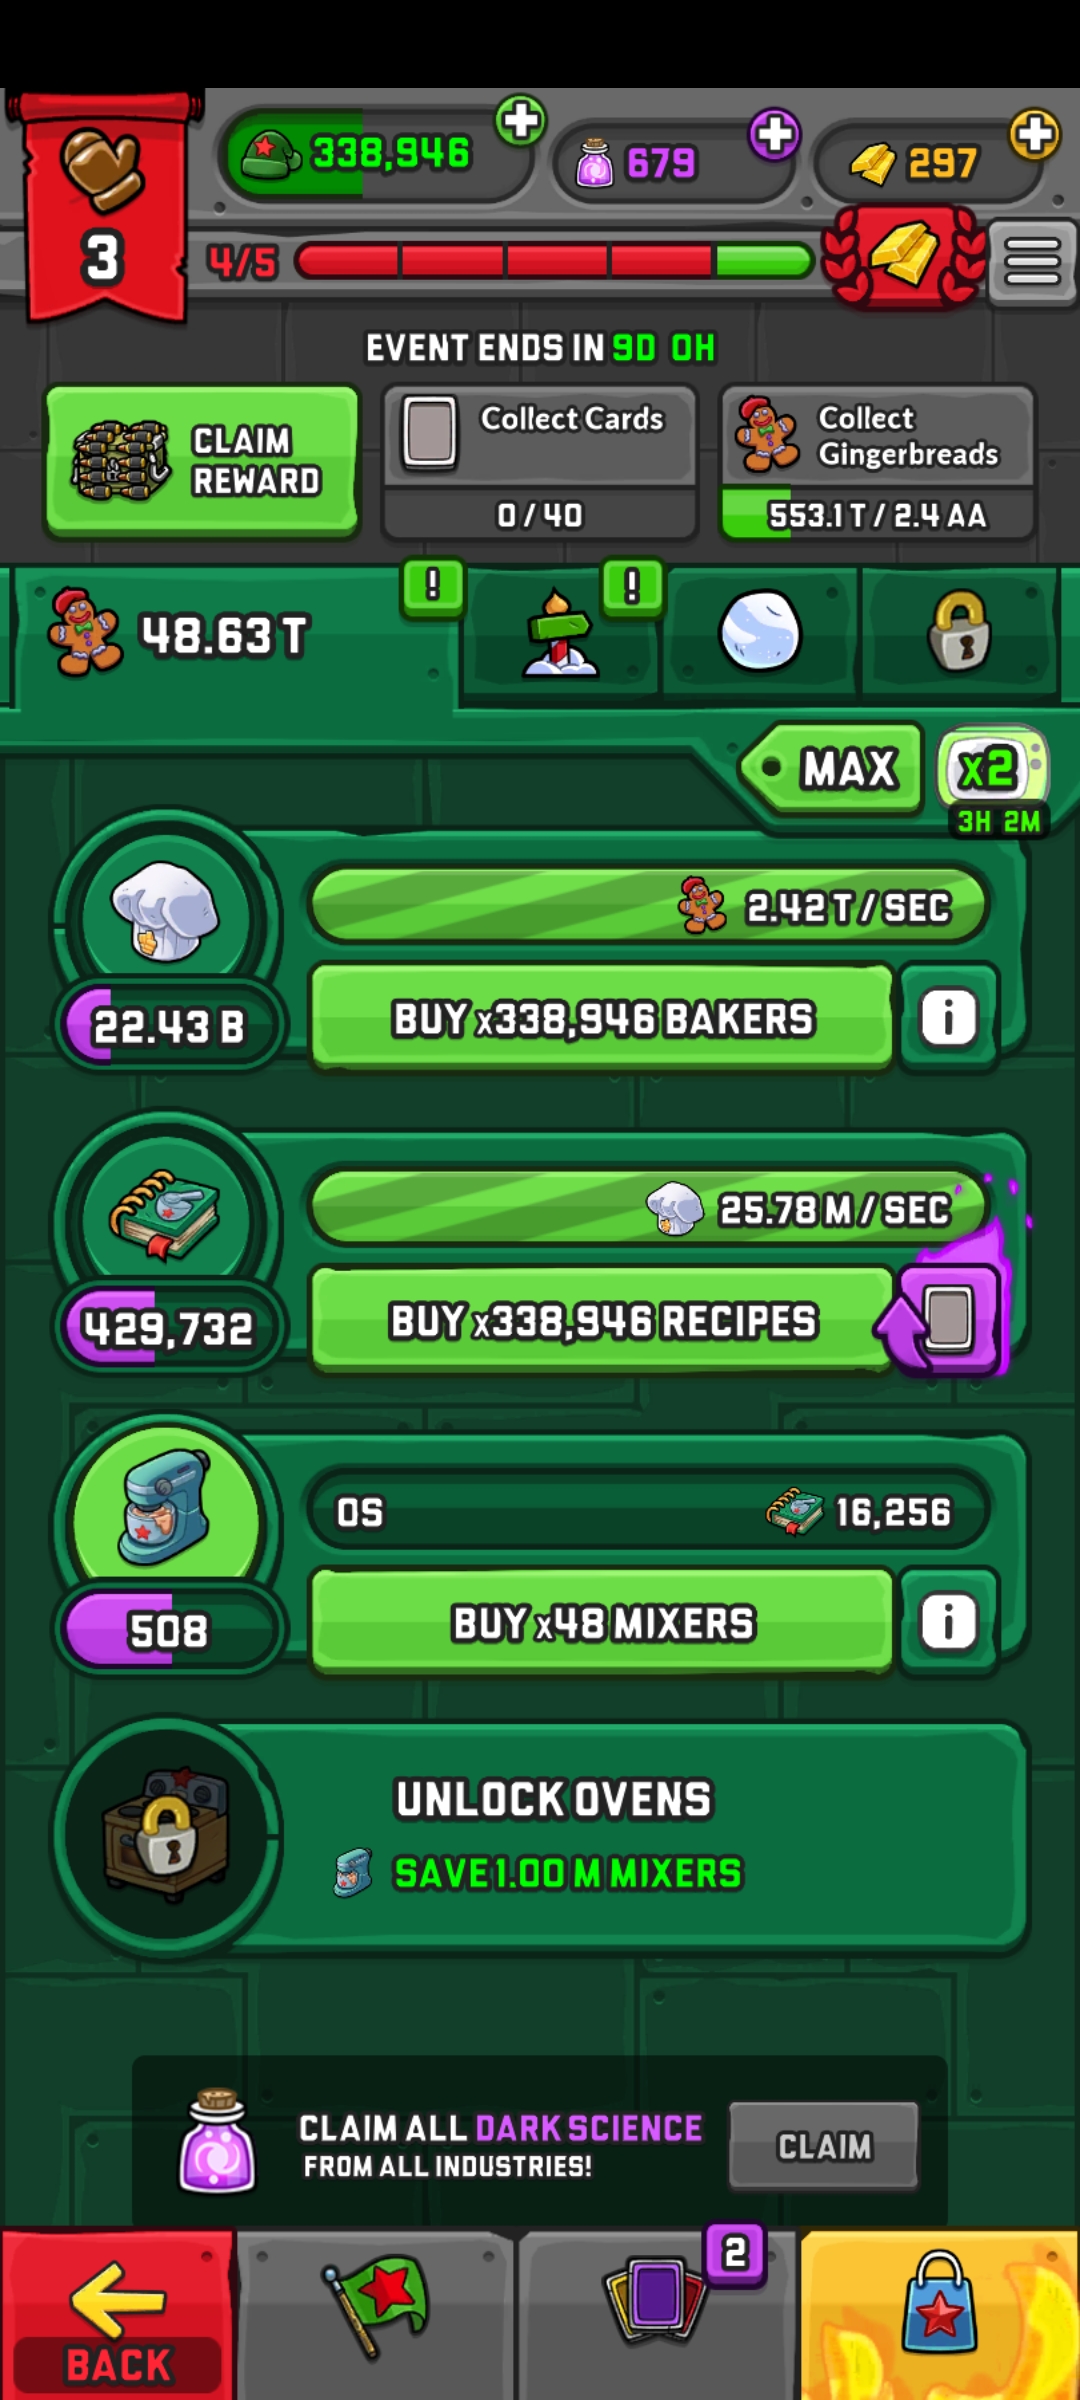 338,946
679
297
3
4/5
EVENT ENDS IN 9D 0H
CLAIM
REWARD
Collect Cards
0 / 40
Collect
Gingerbreads
553.1 T / 2.4 AA
48.63 T
!
!
MAX
x2
3H 2M
2.42 T / SEC
22.43 B
BUY x338,946 BAKERS
i
25.78 M / SEC
429,732
BUY x338,946 RECIPES
0S
16,256
508
BUY x48 MIXERS
i
UNLOCK OVENS
SAVE 1.00 M MIXERS
CLAIM ALL DARK SCIENCE
FROM ALL INDUSTRIES!
CLAIM
2
BACK